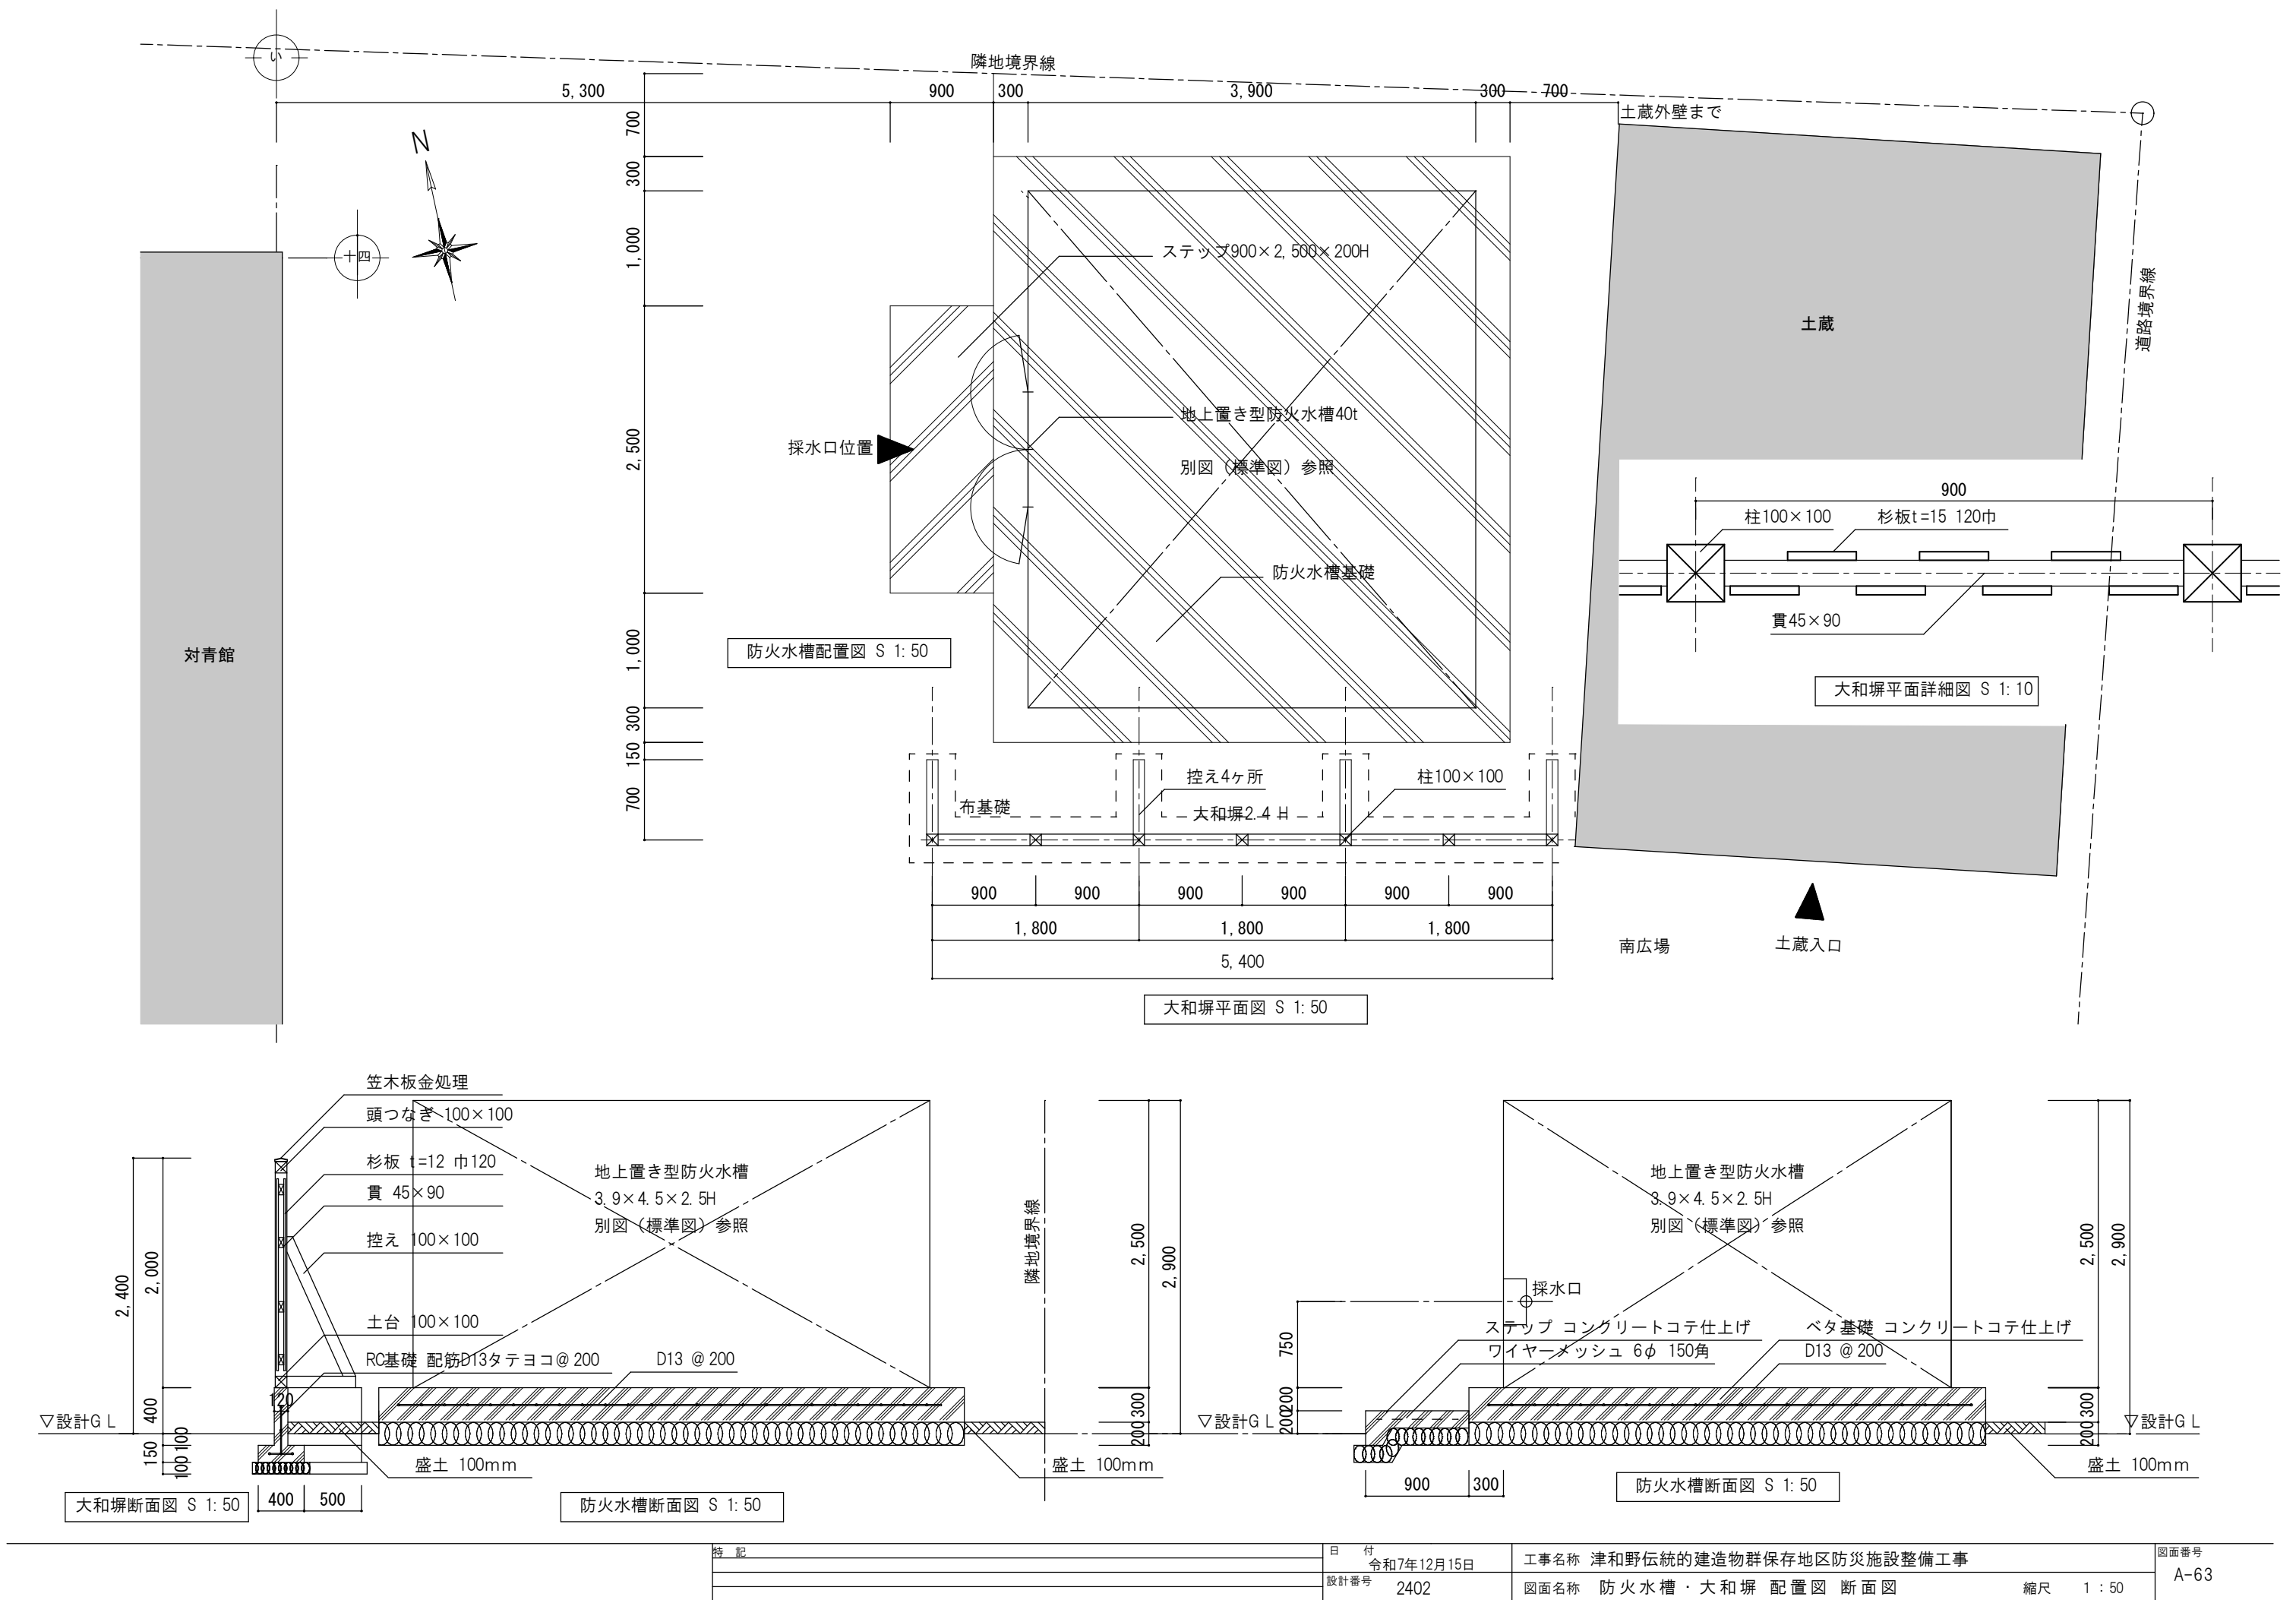 い
隣地境界線
5,300
900
300
3,900
300
700
土蔵外壁まで
N
700
300
1,000
2,500
1,000
300
150
700
十四
ステップ900×2,500×200H
土蔵
道路境界線
採水口位置
地上置き型防火水槽40t
別図（標準図）参照
防火水槽基礎
対青館
防火水槽配置図 S 1:50
900
柱100×100
杉板t=15 120巾
貫45×90
大和塀平面詳細図 S 1:10
控え4ヶ所
柱100×100
布基礎
大和塀2.4 H
900
900
900
900
900
900
1,800
1,800
1,800
5,400
南広場
土蔵入口
大和塀平面図 S 1:50
笠木板金処理
頭つなぎ 100×100
杉板 t=12 巾120
貫 45×90
控え 100×100
土台 100×100
RC基礎 配筋D13タテヨコ＠200
D13 ＠200
2,400
2,000
400
150
100
100
120
▽設計ＧＬ
盛土 100mm
400
500
大和塀断面図 S 1:50
地上置き型防火水槽
3.9×4.5×2.5H
別図（標準図）参照
隣地境界線
2,500
2,900
300
200
盛土 100mm
防火水槽断面図 S 1:50
▽設計ＧＬ
750
200
200
地上置き型防火水槽
3.9×4.5×2.5H
別図（標準図）参照
採水口
ステップ コンクリートコテ仕上げ
ワイヤーメッシュ 6φ 150角
ベタ基礎 コンクリートコテ仕上げ
D13 ＠200
2,500
2,900
300
200
▽設計ＧＬ
盛土 100mm
900
300
防火水槽断面図 S 1:50
特 記
日 付
令和7年12月15日
設計番号
2402
工事名称 津和野伝統的建造物群保存地区防災施設整備工事
図面名称 防火水槽・大和塀 配置図 断面図
縮尺 1：50
図面番号
A-63